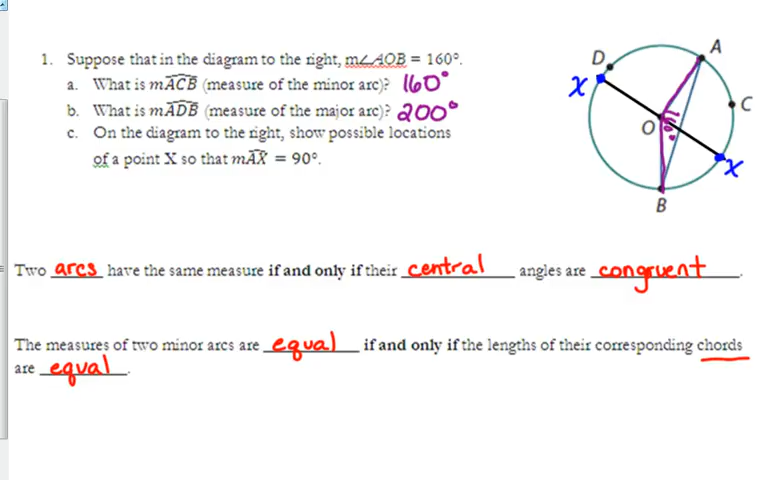 1. Suppose that in the diagram to the right, m∠AOB = 160°.
a. What is mACB (measure of the minor arc)? 160°
b. What is mADB (measure of the major arc)? 200°
c. On the diagram to the right, show possible locations
of a point X so that mAX = 90°.
A
D
X
C
O
160°
X
B
Two arcs have the same measure if and only if their central angles are congruent.
The measures of two minor arcs are equal if and only if the lengths of their corresponding chords
are equal.